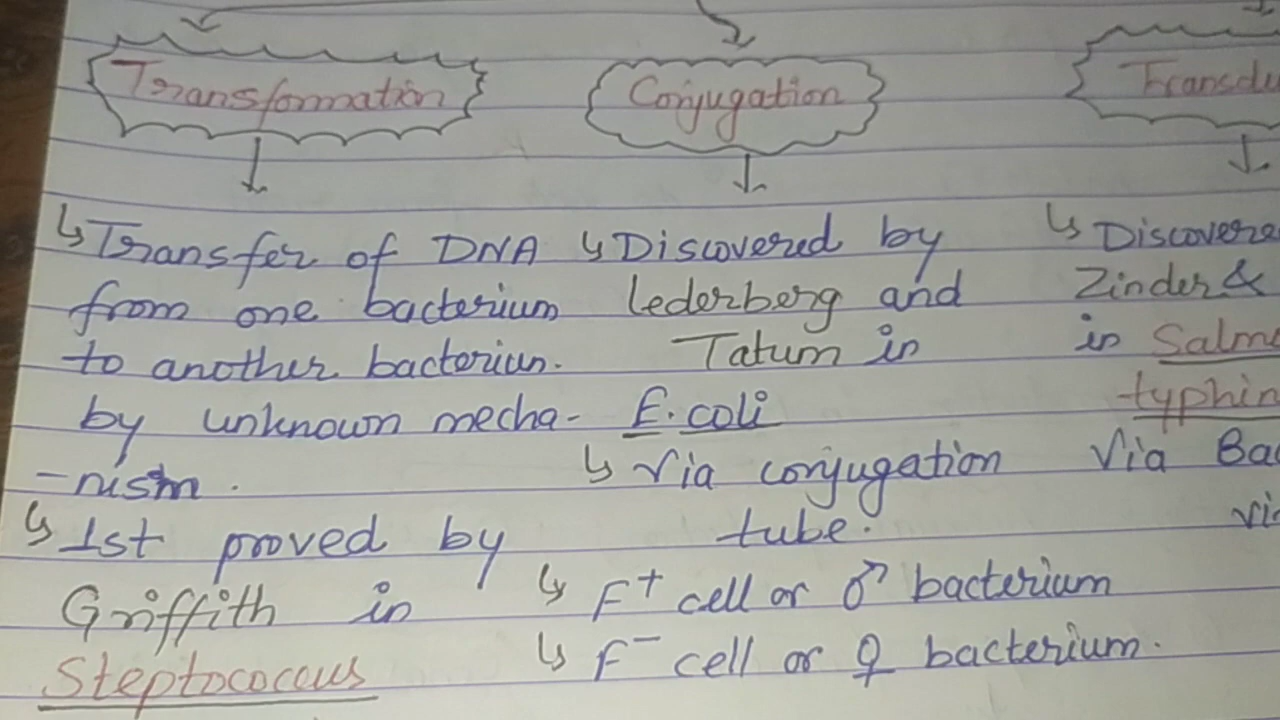 Transformation
↳ Transfer of DNA
from one bacterium
to another bacterium.
by unknown mecha-
-nism.
↳ 1st proved by
Griffith in
Steptococcus
Conjugation
↳ Discovered by
lederberg and
Tatum in
E. coli
↳ via conjugation
tube.
↳ F+ cell or ♂ bacterium
↳ F- cell or ♀ bacterium.
Transdu
↳ Discovere
Zinder &
in Salm
typhin
via Ba
vi